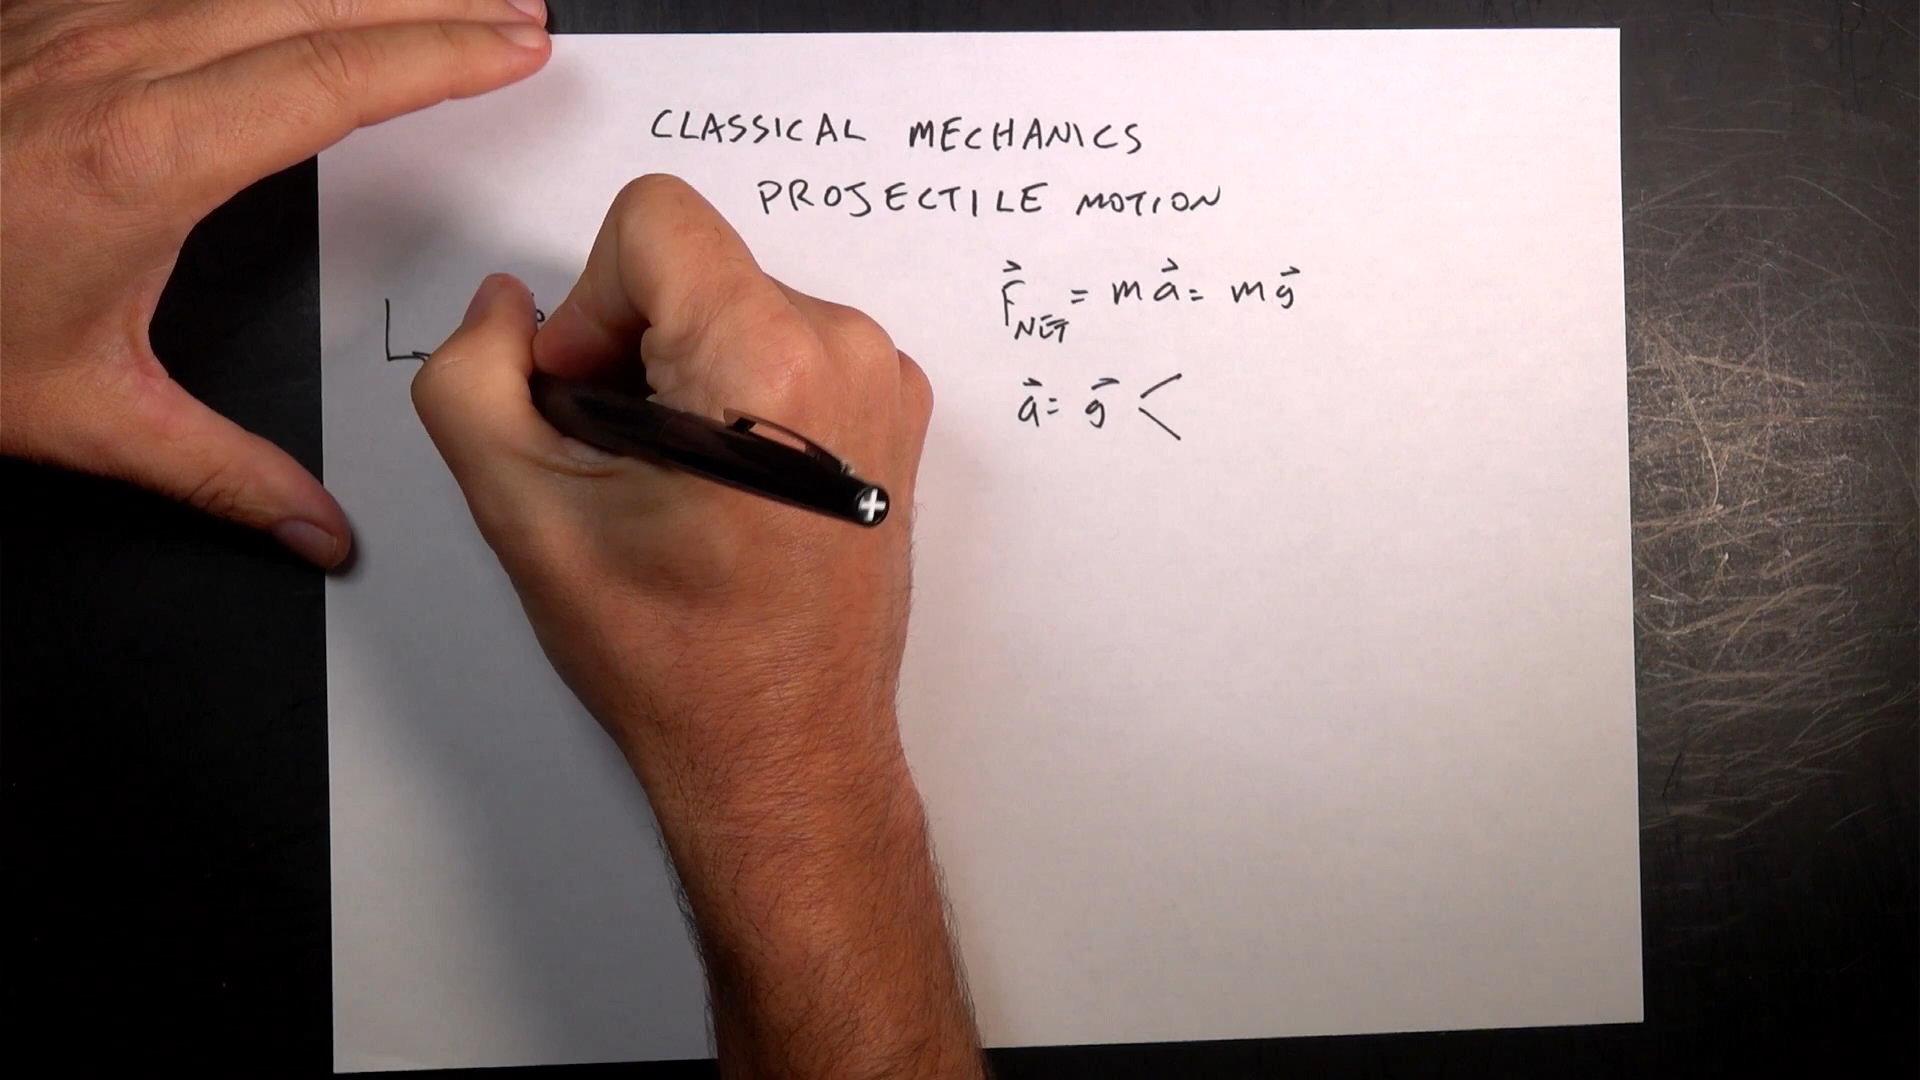 CLASSICAL MECHANICS
PROJECTILE MOTION
F⃗ NET = ma⃗ = mg⃗
a⃗ = g⃗ <